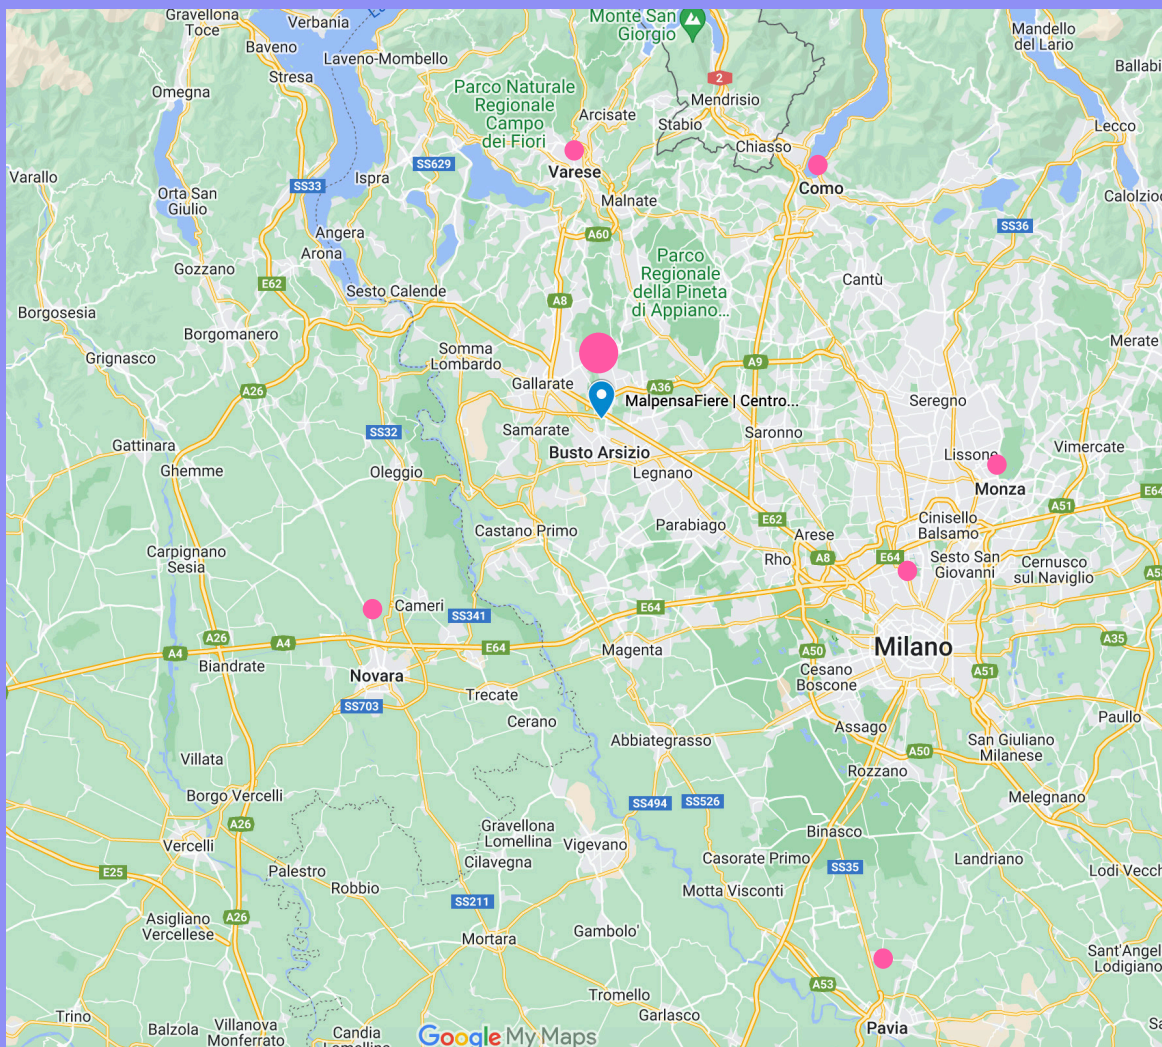 Gravellona
Toce
Verbania
Monte San
Giorgio
Mandello
del Lario
Baveno
Laveno-Mombello
Stresa
Ballabi
2
Omegna
Parco Naturale
Regionale
Campo
dei Fiori
Mendrisio
Arcisate
Stabio
Lecco
Chiasso
SS629
Varese
Varallo
Ispra
SS33
Como
Orta San
Giulio
Malnate
Calolzioc
SS36
Angera
A60
Arona
Parco
Regionale
della Pineta
di Appiano...
Gozzano
E62
Cantù
Sesto Calende
A8
Borgosesia
Borgomanero
Merate
Somma
Lombardo
Grignasco
A9
Gallarate
A36
A26
MalpensaFiere | Centro...
Seregno
SS32
Samarate
Saronno
Gattinara
Busto Arsizio
Vimercate
Lissone
Ghemme
Oleggio
Legnano
Monza
E64
A51
Parabiago
E62
Cinisello
Balsamo
Castano Primo
Arese
Carpignano
Sesia
Rho
A8
E64
Sesto San
Giovanni
Cernusco
sul Naviglio
A5
Cameri
SS341
E64
A26
A4
A4
E64
Magenta
A50
Milano
A35
Biandrate
Novara
Cesano
Boscone
A51
Trecate
SS703
Cerano
Paullo
Assago
Abbiategrasso
San Giuliano
Milanese
A50
Villata
Rozzano
Borgo Vercelli
SS494
SS526
Melegnano
A26
Gravellona
Lomellina
Binasco
Vercelli
Vigevano
Cilavegna
Casorate Primo
Landriano
E25
Palestro
SS35
Lodi Vecch
Robbio
Motta Visconti
SS211
Asigliano
Vercellese
A26
Gambolo'
Mortara
Sant'Angel
Lodigiano
A53
Tromello
Garlasco
Trino
Balzola
Villanova
Monferrato
Candia
Lomellina
Google My Maps
Pavia